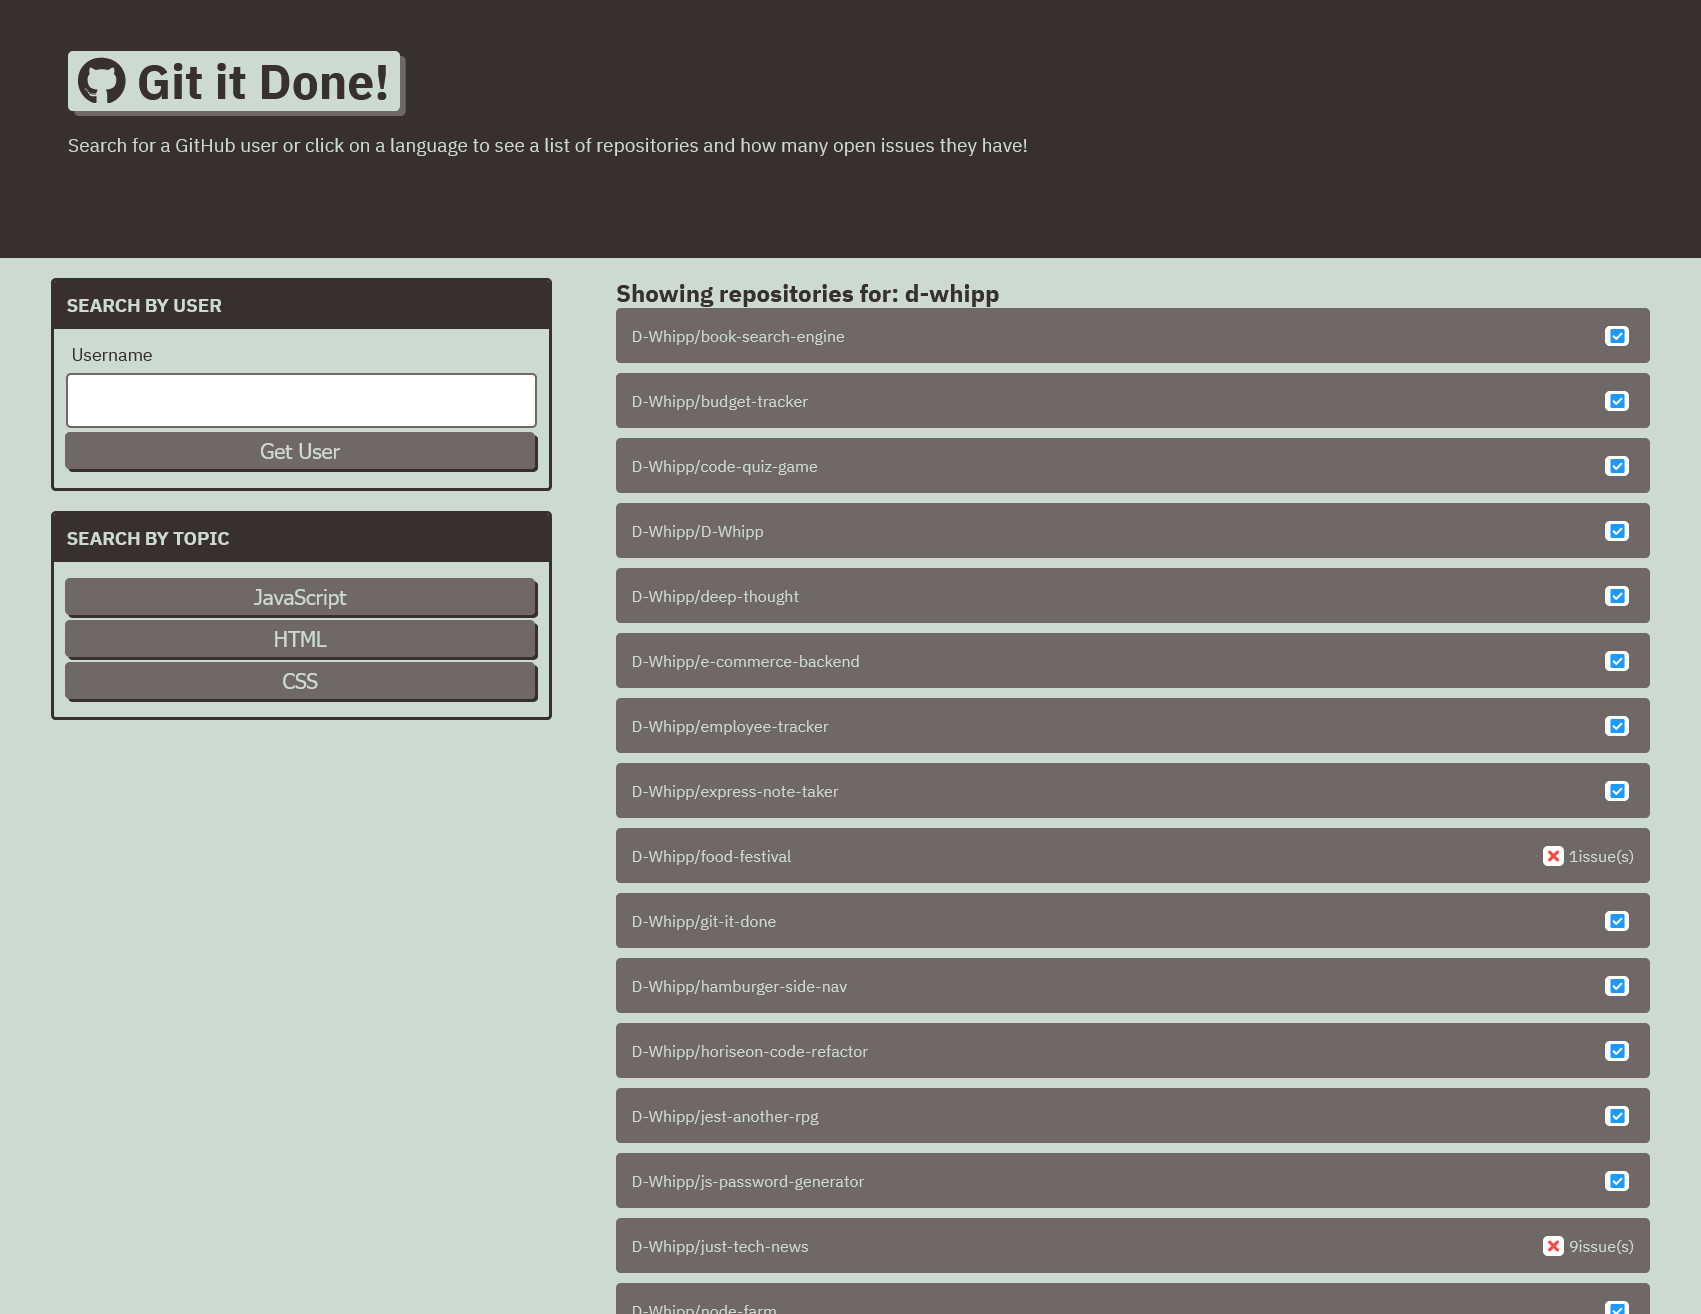 Git it Done!
Search for a GitHub user or click on a language to see a list of repositories and how many open issues they have!
SEARCH BY USER
Username
Get User
SEARCH BY TOPIC
JavaScript
HTML
CSS
Showing repositories for: d-whipp
D-Whipp/book-search-engine
D-Whipp/budget-tracker
D-Whipp/code-quiz-game
D-Whipp/D-Whipp
D-Whipp/deep-thought
D-Whipp/e-commerce-backend
D-Whipp/employee-tracker
D-Whipp/express-note-taker
D-Whipp/food-festival 1issue(s)
D-Whipp/git-it-done
D-Whipp/hamburger-side-nav
D-Whipp/horiseon-code-refactor
D-Whipp/jest-another-rpg
D-Whipp/js-password-generator
D-Whipp/just-tech-news 9issue(s)
D-Whipp/node-farm